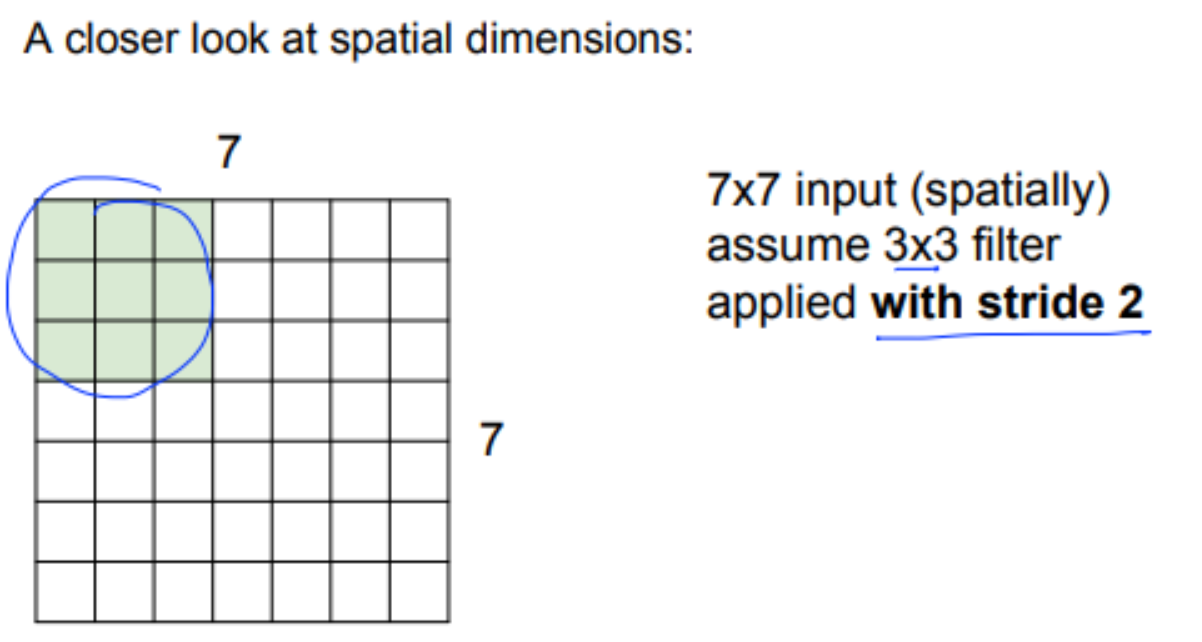 A closer look at spatial dimensions:
7
7x7 input (spatially)
assume 3x3 filter
applied with stride 2
7